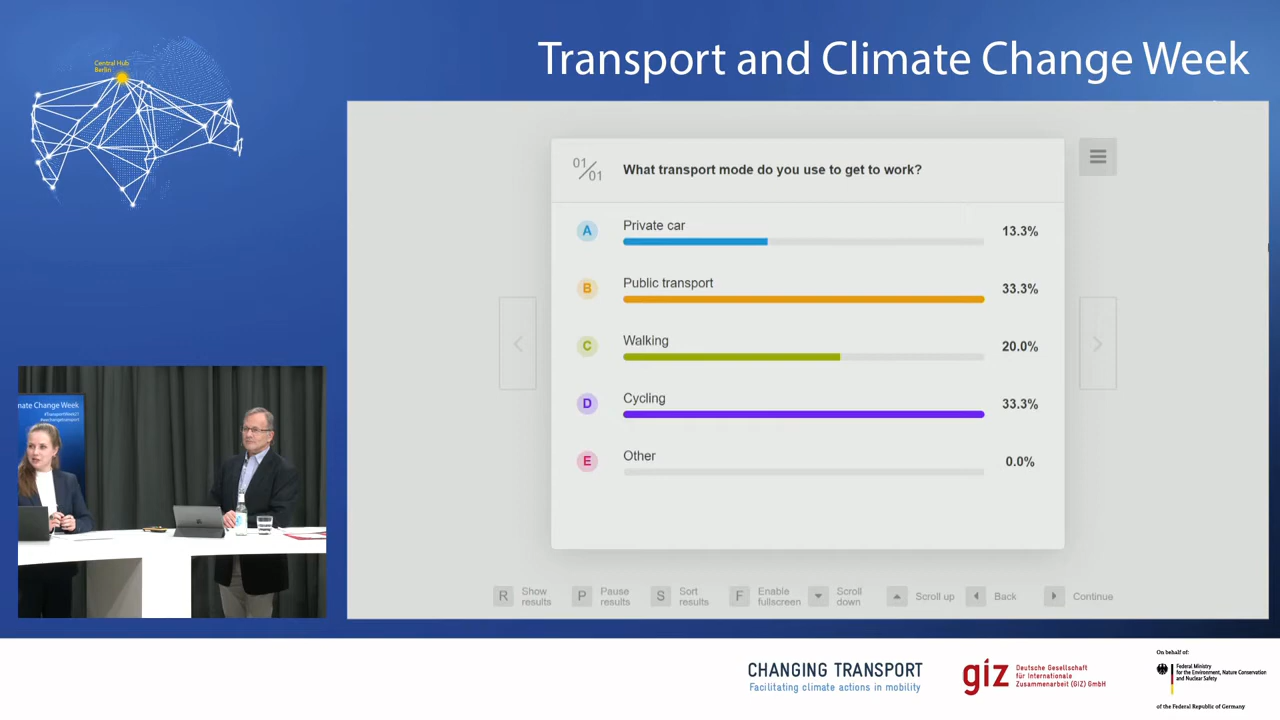 Transport and Climate Change Week
Central Hub
Berlin
01/01
What transport mode do you use to get to work?
A
Private car
13.3%
B
Public transport
33.3%
C
Walking
20.0%
D
Cycling
33.3%
E
Other
0.0%
R
Show
results
P
Pause
results
S
Sort
results
F
Enable
fullscreen
Scroll
down
Scroll up
Back
Continue
mate Change Week
#TransportWeek21
CHANGING TRANSPORT
Facilitating climate actions in mobility
giz
Deutsche Gesellschaft
für Internationale
Zusammenarbeit (GIZ) GmbH
On behalf of:
Federal Ministry
for the Environment, Nature Conservation
and Nuclear Safety
of the Federal Republic of Germany